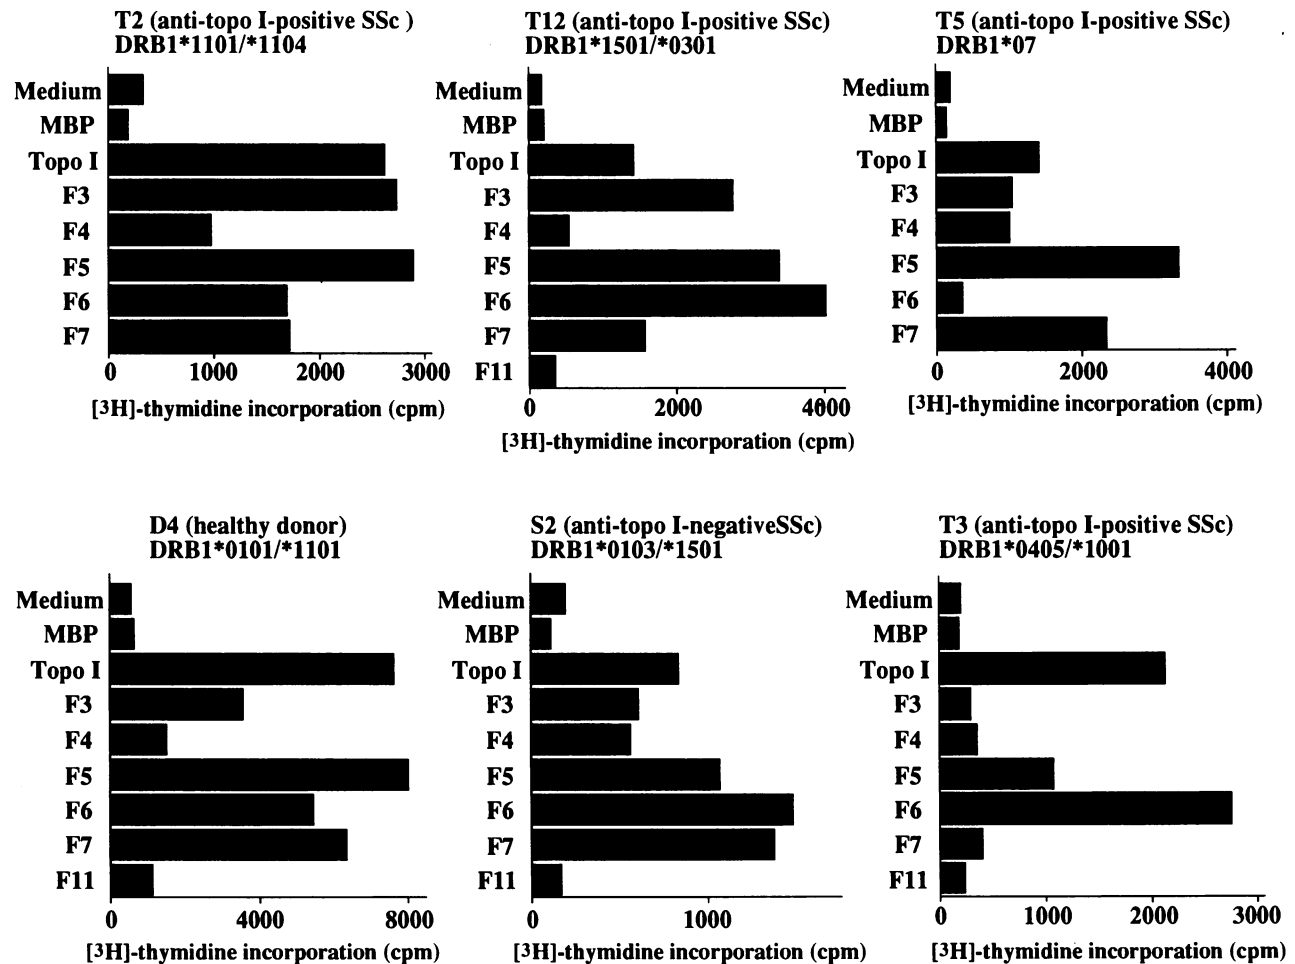 T2 (anti-topo I-positive SSc )
DRB1*1101/*1104
Medium
MBP
Topo I
F3
F4
F5
F6
F7
0 1000 2000 3000
[3H]-thymidine incorporation (cpm)
T12 (anti-topo I-positive SSc)
DRB1*1501/*0301
Medium
MBP
Topo I
F3
F4
F5
F6
F7
F11
0 2000 4000
[3H]-thymidine incorporation (cpm)
T5 (anti-topo I-positive SSc)
DRB1*07
Medium
MBP
Topo I
F3
F4
F5
F6
F7
0 2000 4000
[3H]-thymidine incorporation (cpm)
D4 (healthy donor)
DRB1*0101/*1101
Medium
MBP
Topo I
F3
F4
F5
F6
F7
F11
0 4000 8000
[3H]-thymidine incorporation (cpm)
S2 (anti-topo I-negativeSSc)
DRB1*0103/*1501
Medium
MBP
Topo I
F3
F4
F5
F6
F7
F11
0 1000
[3H]-thymidine incorporation (cpm)
T3 (anti-topo I-positive SSc)
DRB1*0405/*1001
Medium
MBP
Topo I
F3
F4
F5
F6
F7
F11
0 1000 2000 3000
[3H]-thymidine incorporation (cpm)